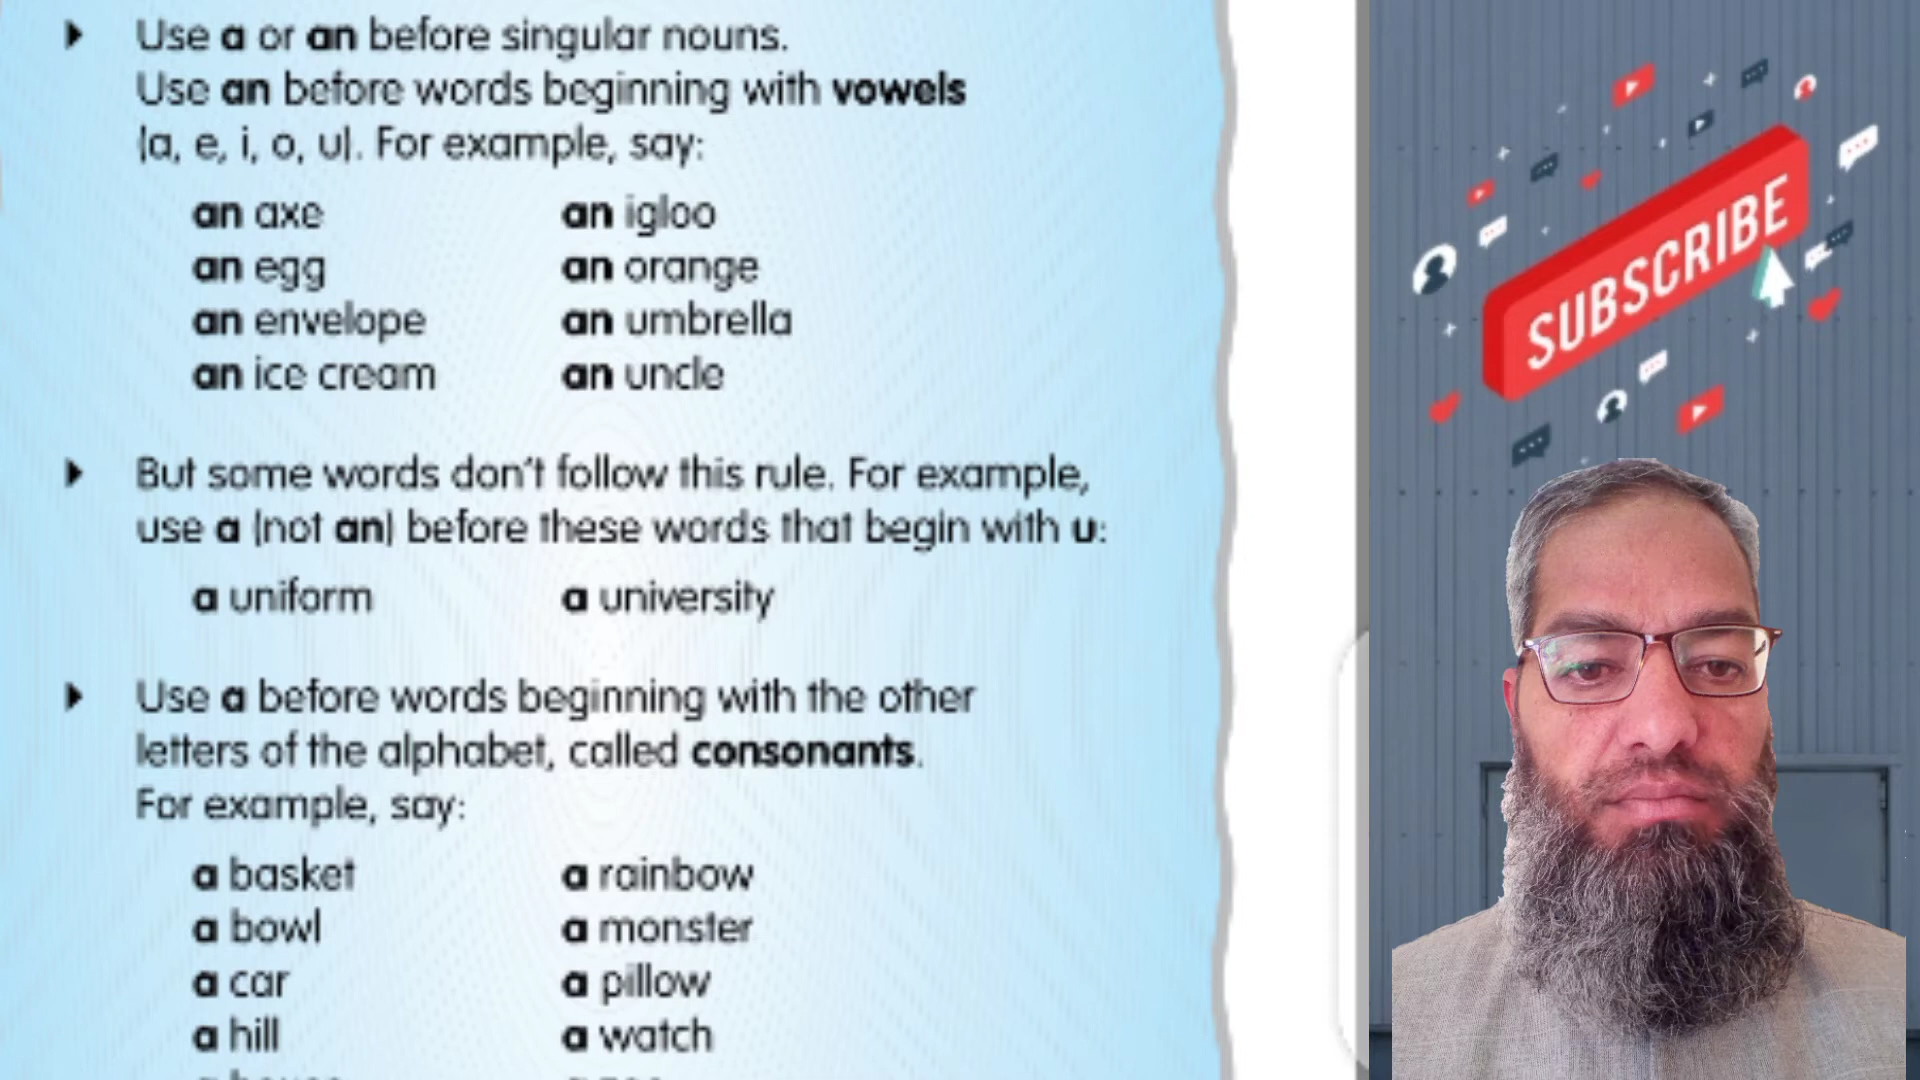 Use a or an before singular nouns.
Use an before words beginning with vowels
(a, e, i, o, u). For example, say:
an axe an igloo
an egg an orange
an envelope an umbrella
an ice cream an uncle
But some words don't follow this rule. For example,
use a (not an) before these words that begin with u:
a uniform a university
Use a before words beginning with the other
letters of the alphabet, called consonants.
For example, say:
a basket a rainbow
a bowl a monster
a car a pillow
a hill a watch
SUBSCRIBE